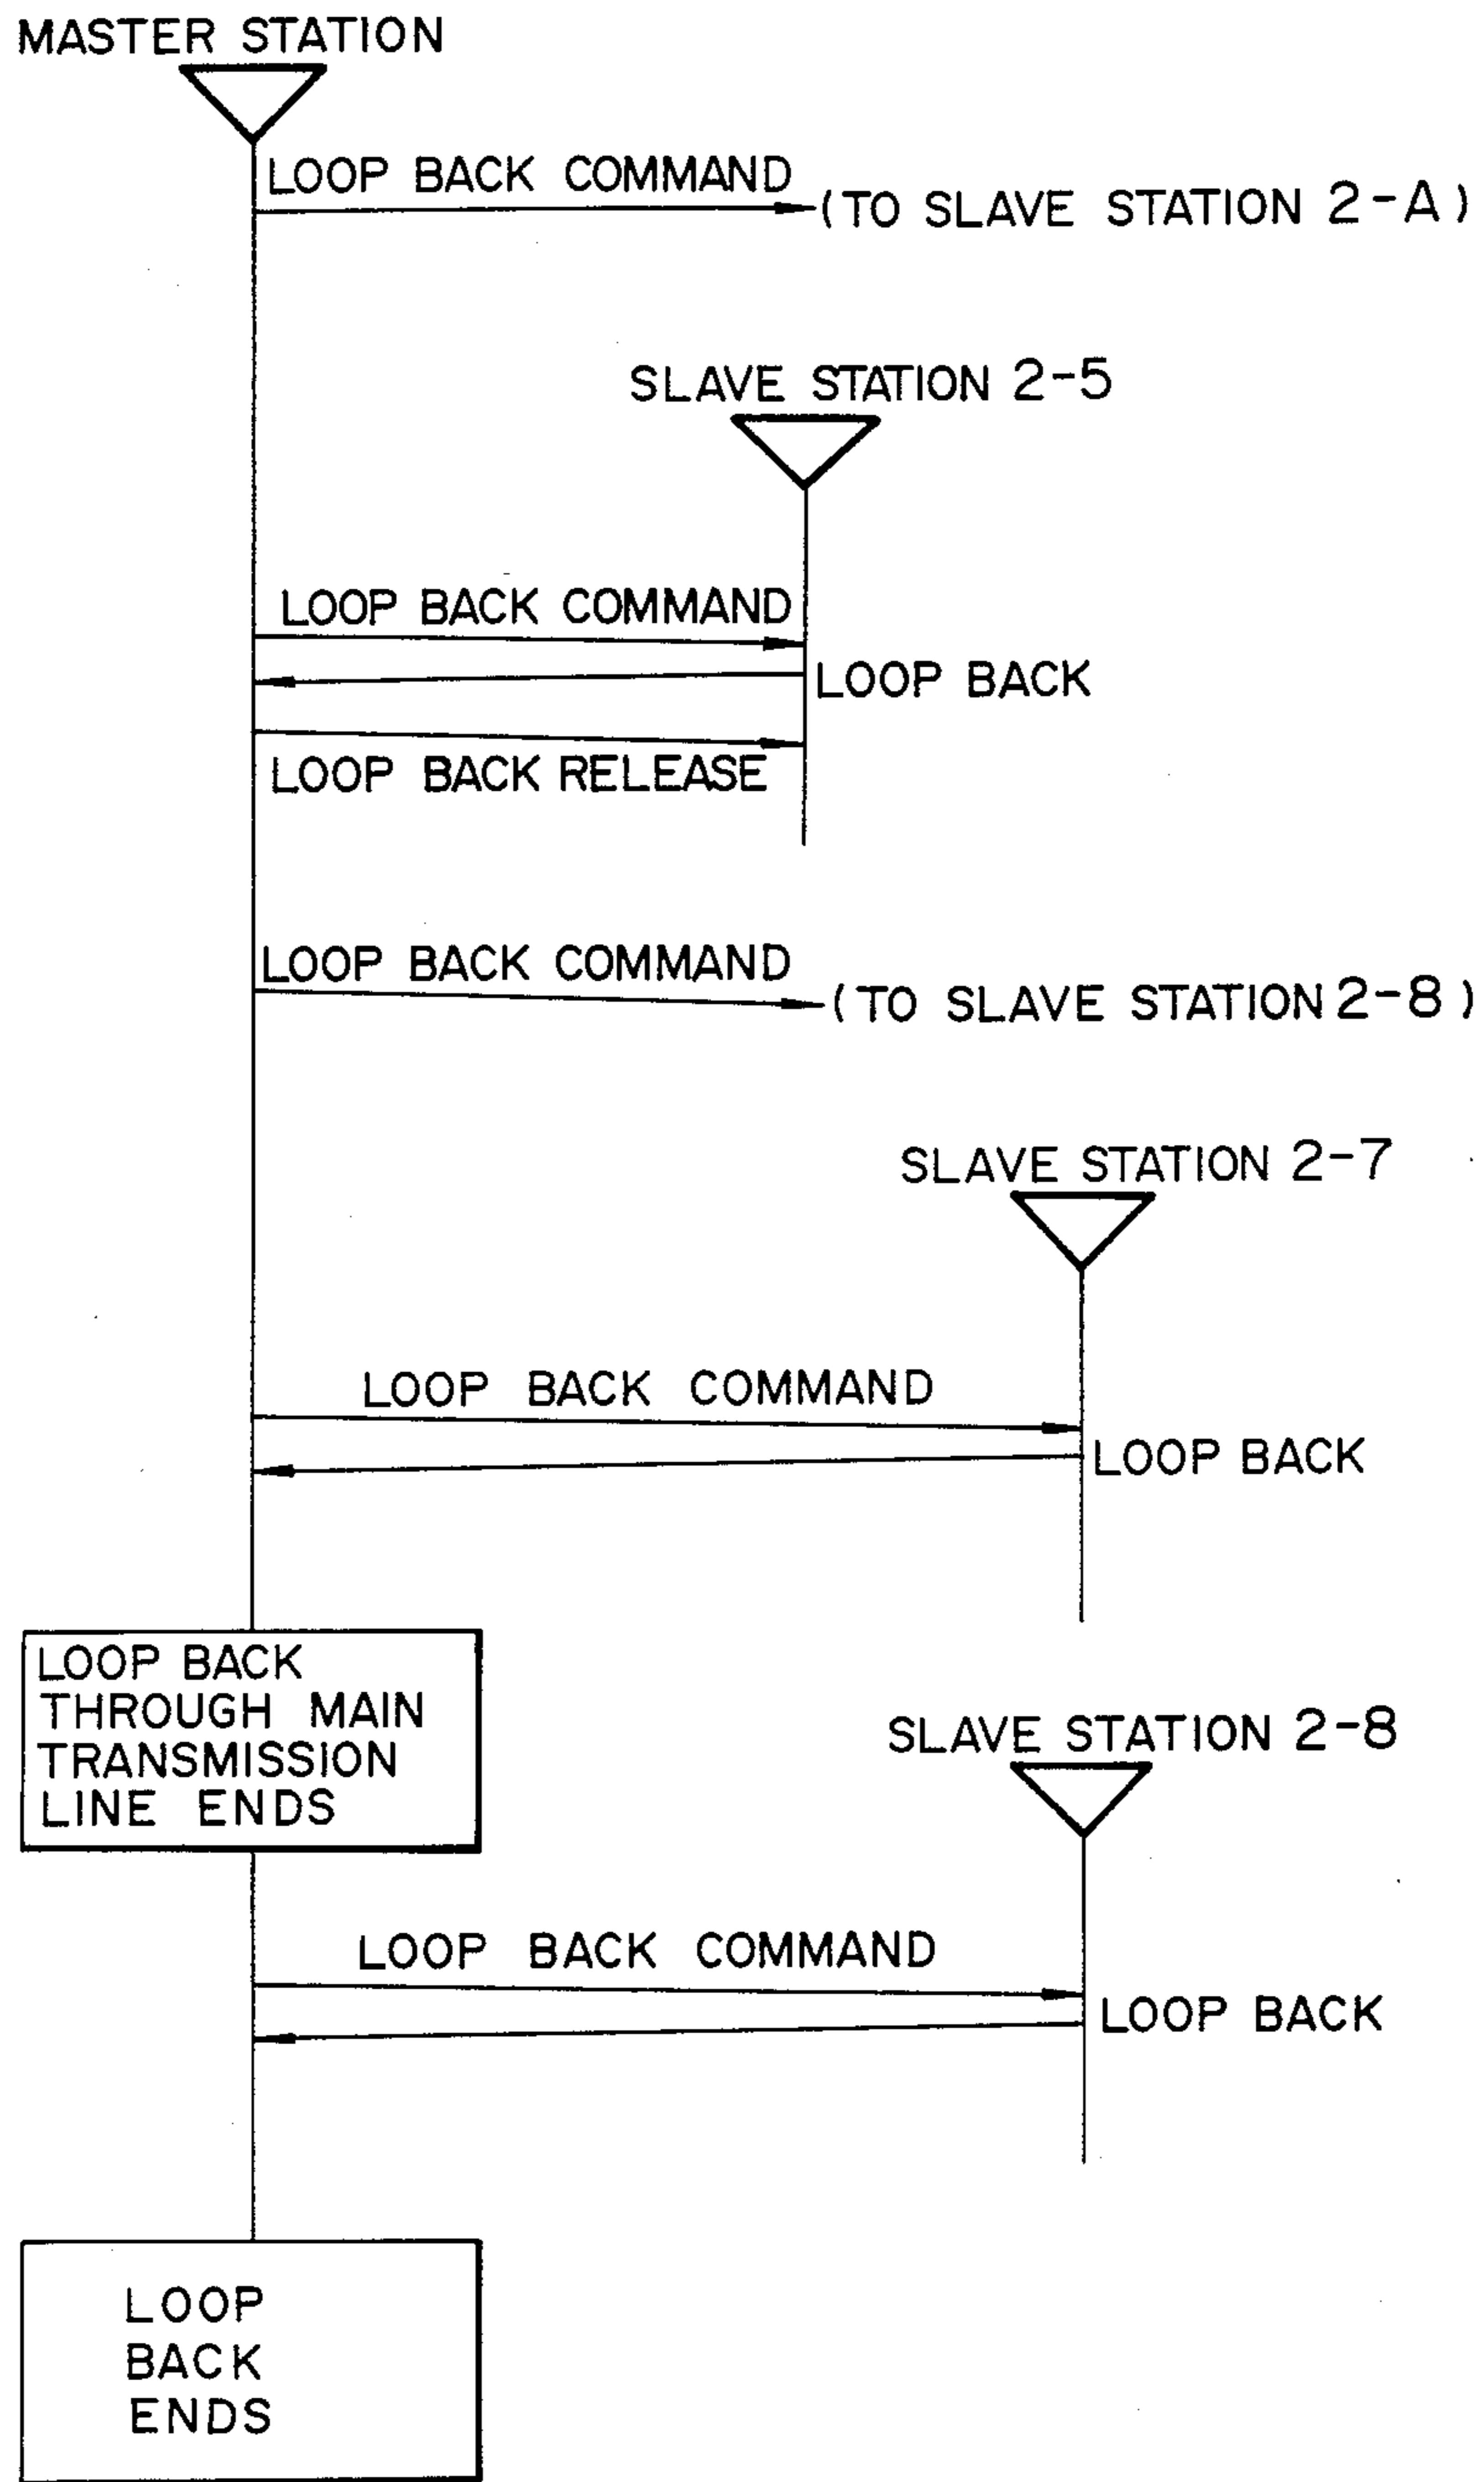 MASTER STATION
LOOP BACK COMMAND
(TO SLAVE STATION 2-A)
SLAVE STATION 2-5
LOOP BACK COMMAND
LOOP BACK
LOOP BACK RELEASE
LOOP BACK COMMAND
(TO SLAVE STATION 2-8)
SLAVE STATION 2-7
LOOP BACK COMMAND
LOOP BACK
LOOP BACK
THROUGH MAIN
TRANSMISSION
LINE ENDS
SLAVE STATION 2-8
LOOP BACK COMMAND
LOOP BACK
LOOP
BACK
ENDS